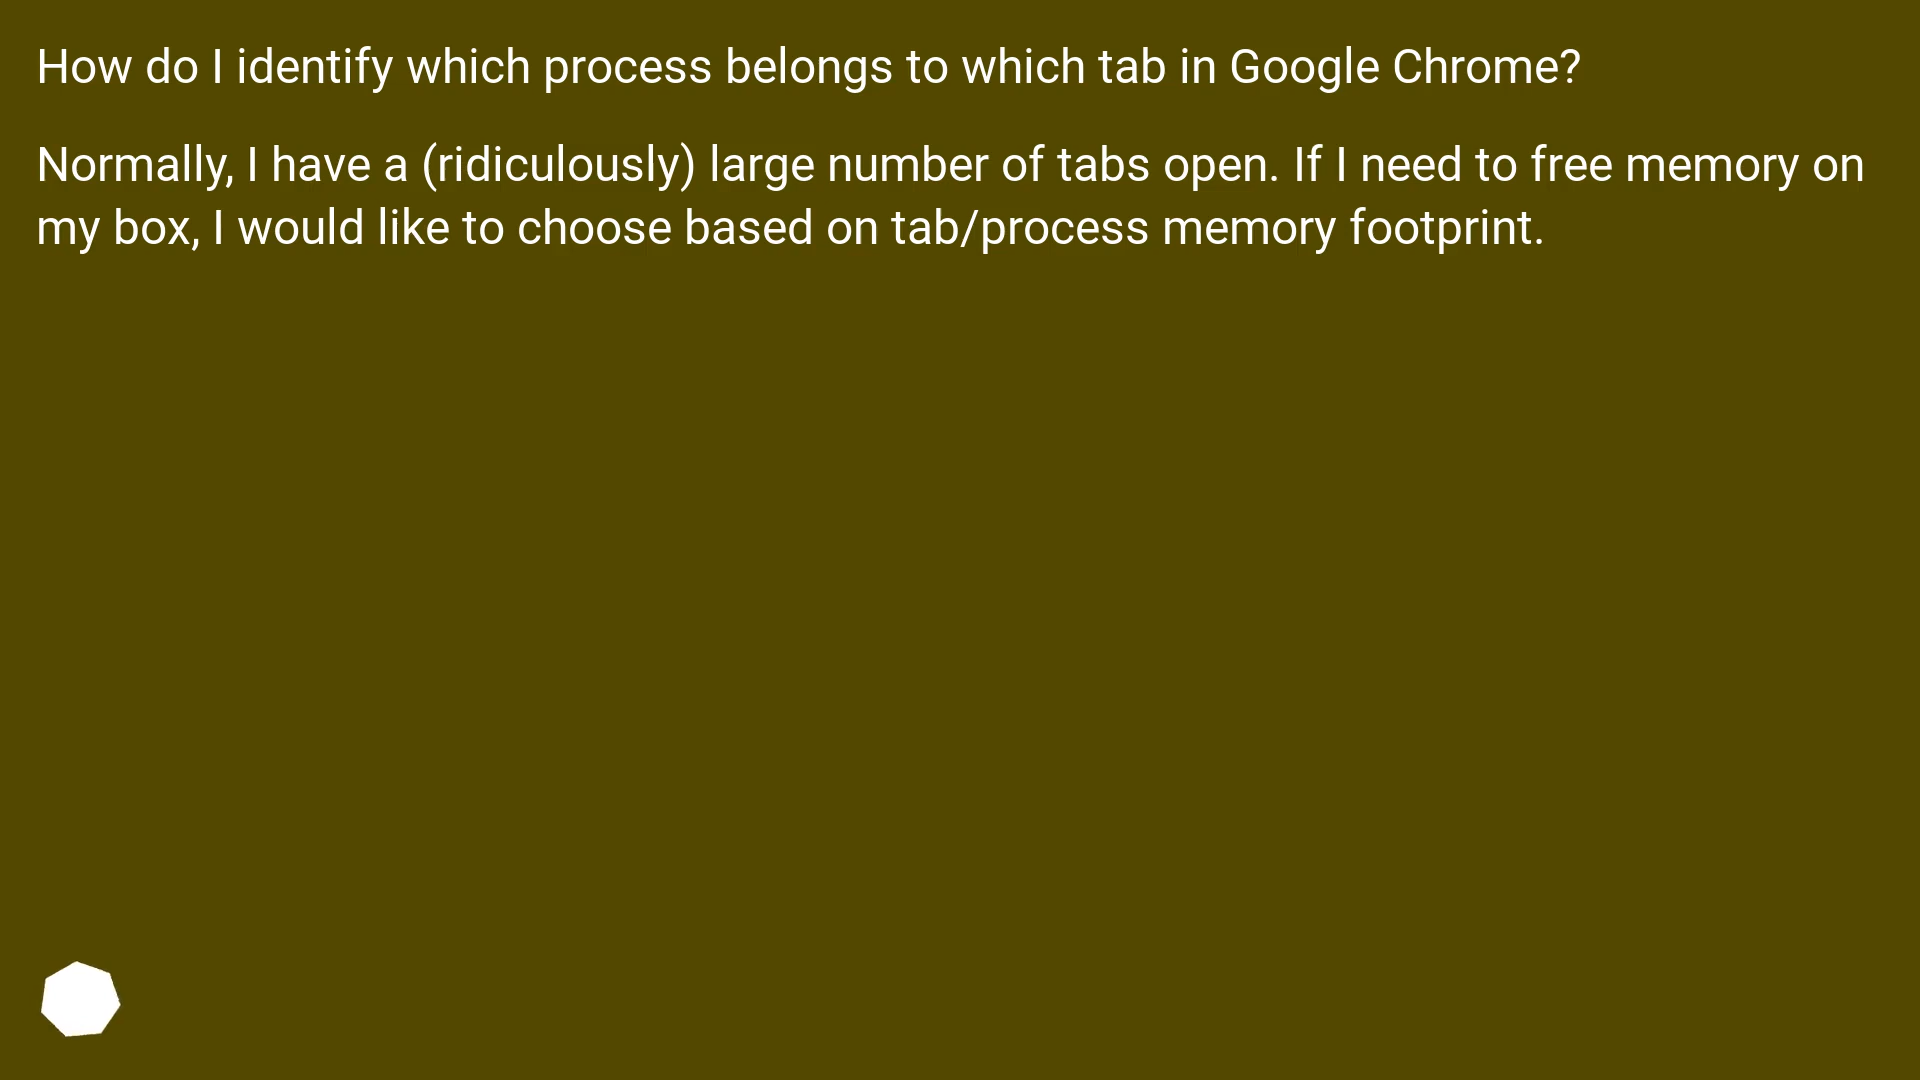 How do I identify which process belongs to which tab in Google Chrome?
Normally, I have a (ridiculously) large number of tabs open. If I need to free memory on
my box, I would like to choose based on tab/process memory footprint.